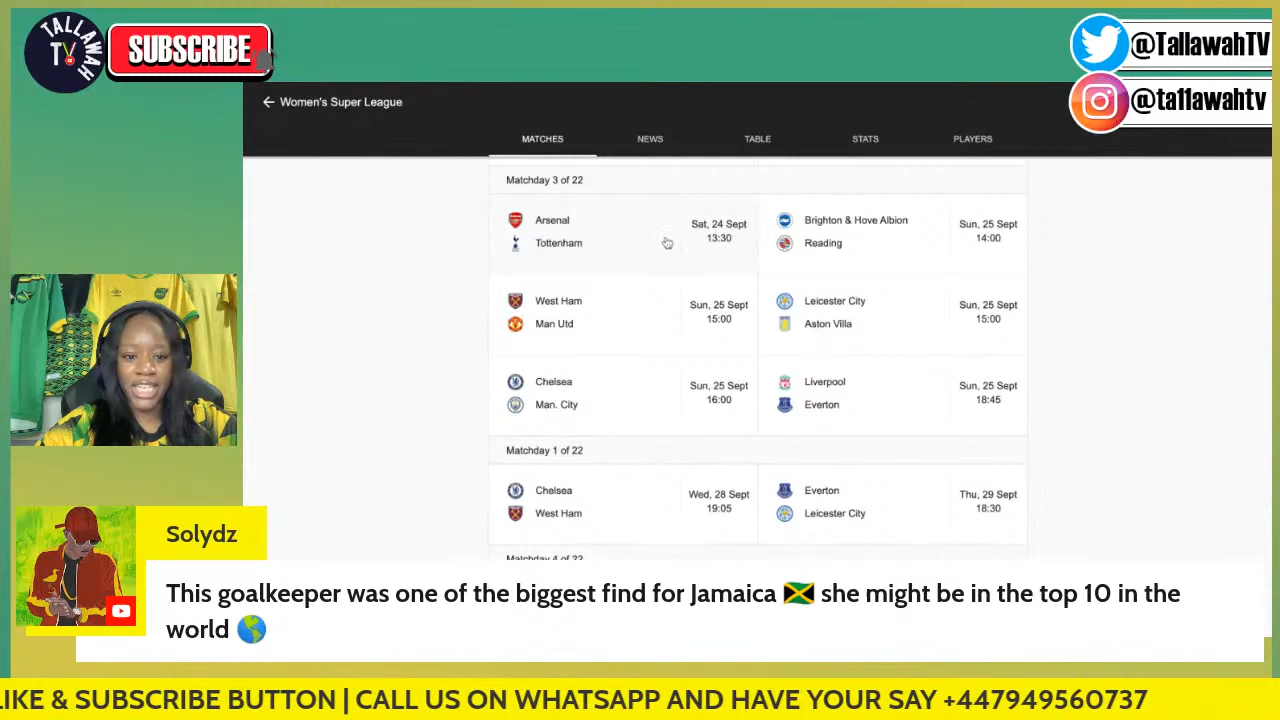 TALLAWAH
TV
SUBSCRIBE
@TallawahTV
@ta11awahtv
Women's Super League
MATCHES
NEWS
TABLE
STATS
PLAYERS
Matchday 3 of 22
Arsenal
Tottenham
Sat, 24 Sept
13:30
Brighton & Hove Albion
Reading
Sun, 25 Sept
14:00
West Ham
Man Utd
Sun, 25 Sept
15:00
Leicester City
Aston Villa
Sun, 25 Sept
15:00
Chelsea
Man. City
Sun, 25 Sept
16:00
Liverpool
Everton
Sun, 25 Sept
18:45
Matchday 1 of 22
Chelsea
West Ham
Wed, 28 Sept
19:05
Everton
Leicester City
Thu, 29 Sept
18:30
Matchday 4 of 22
Solydz
This goalkeeper was one of the biggest find for Jamaica 🇯🇲 she might be in the top 10 in the
world 🌎
LIKE & SUBSCRIBE BUTTON | CALL US ON WHATSAPP AND HAVE YOUR SAY +447949560737